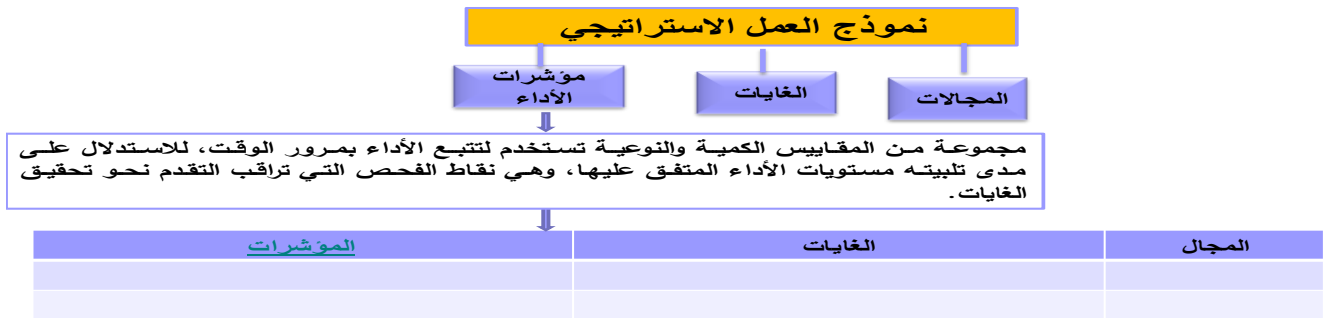 نموذج العمل الاستراتيجي
المجالات
الغايات
مؤشرات
الأداء
مجموعة من المقاييس الكمية والنوعية تستخدم لتتبع الأداء بمرور الوقت، للاستدلال على
مدى تلبيته مستويات الأداء المتفق عليها، وهي نقاط الفحص التي تراقب التقدم نحو تحقيق
الغايات.
المجال الغايات المؤشرات